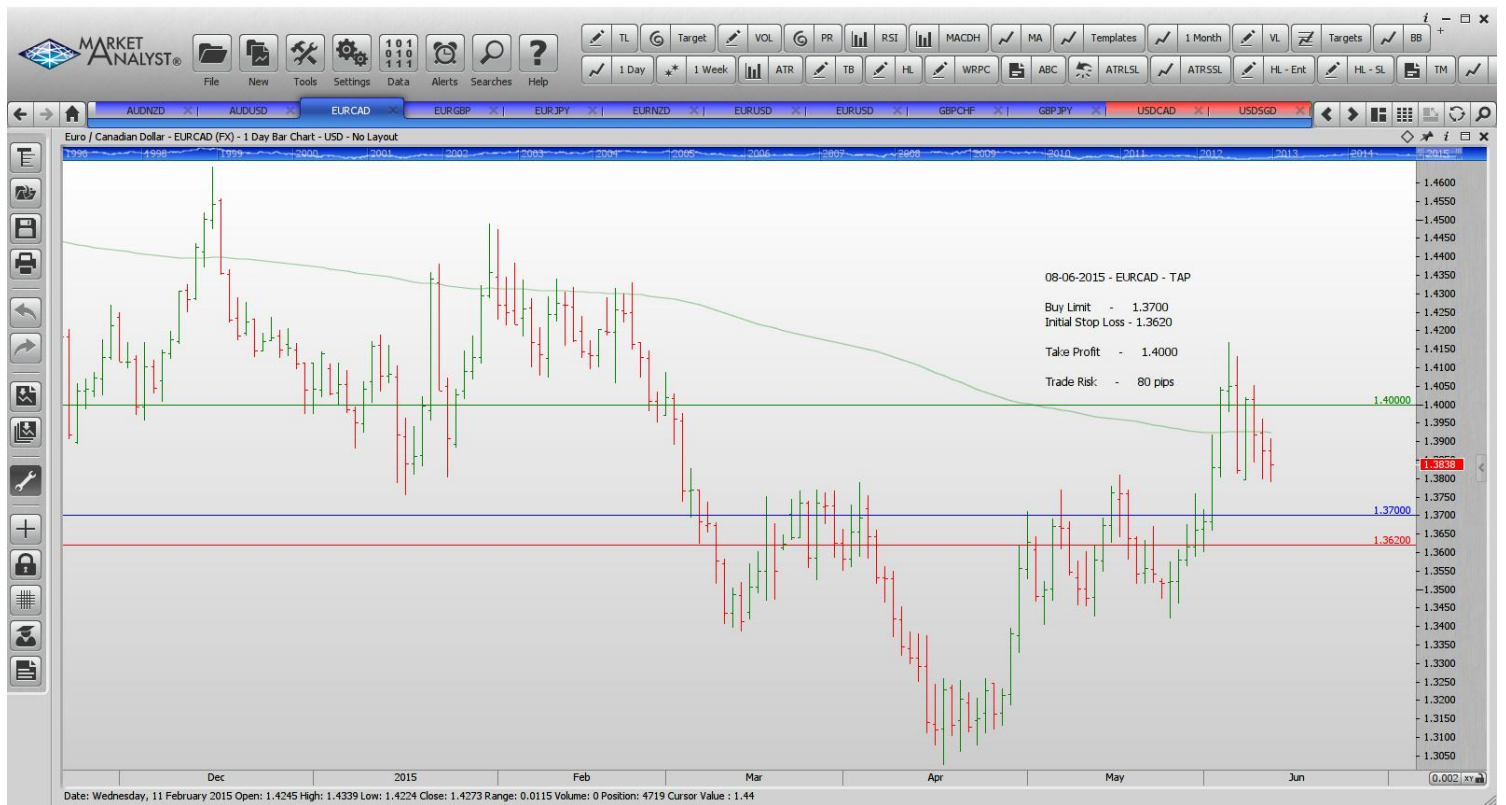 i
MARKET ANALYST®
File New Tools Settings Data Alerts Searches Help
TL Target VOL PR RSI MACDH MA Templates 1 Month VL Targets BB +
1 Day 1 Week ATR TB HL WRPC ABC ATRLSL ATRSSL HL - Ent HL - SL TM
AUDNZD AUDUSD EURCAD EURGBP EURJPY EURNZD EURUSD EURUSD GBPCHF GBPJPY USDCAD USDSGD
Euro / Canadian Dollar - EURCAD (FX) - 1 Day Bar Chart - USD - No Layout
1996 1998 1999 2000 2001 2002 2003 2004 2005 2006 2007 2008 2009 2010 2011 2012 2013 2014 2015
1.4600
1.4550
1.4500
1.4450
1.4400
08-06-2015 - EURCAD - TAP
1.4350
1.4300
Buy Limit - 1.3700
1.4250
Initial Stop Loss - 1.3620
1.4200
Take Profit - 1.4000
1.4150
1.4100
Trade Risk - 80 pips
1.4050
1.40000
1.4000
1.3950
1.3900
1.3838
1.3800
1.3750
1.37000
1.3700
1.3650
1.36200
1.3600
1.3550
1.3500
1.3450
1.3400
1.3350
1.3300
1.3250
1.3200
1.3150
1.3100
1.3050
Dec 2015 Feb Mar Apr May Jun
0.002 XY
Date: Wednesday, 11 February 2015 Open: 1.4245 High: 1.4339 Low: 1.4224 Close: 1.4273 Range: 0.0115 Volume: 0 Position: 4719 Cursor Value : 1.44